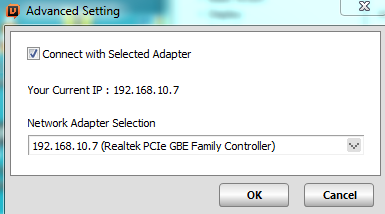 Advanced Setting
Connect with Selected Adapter
Your Current IP : 192.168.10.7
Network Adapter Selection
192.168.10.7 (Realtek PCIe GBE Family Controller)
OK Cancel